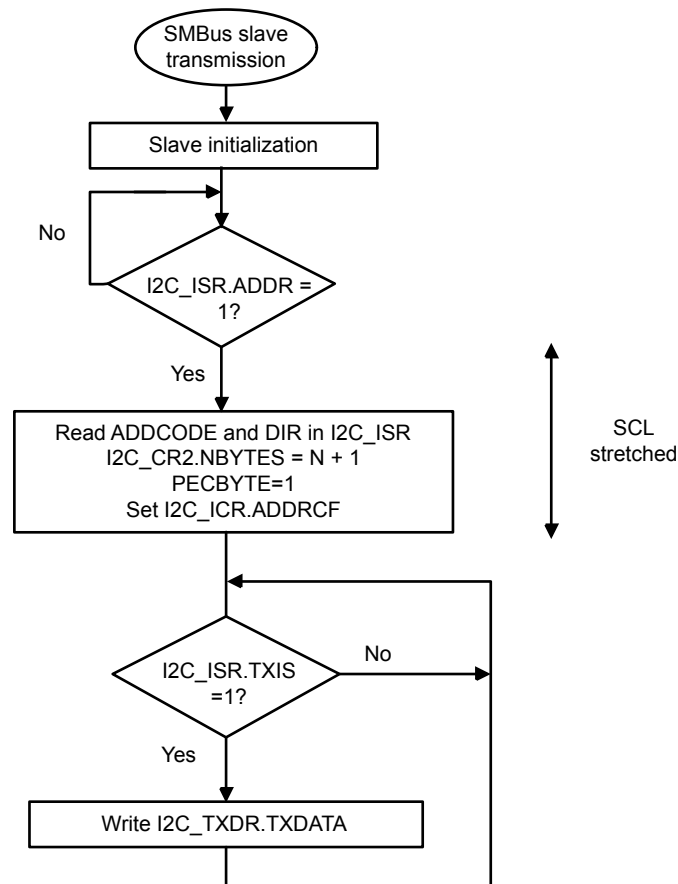 SMBus slave
transmission
Slave initialization
No
I2C_ISR.ADDR =
1?
Yes
Read ADDCODE and DIR in I2C_ISR
I2C_CR2.NBYTES = N + 1
PECBYTE=1
Set I2C_ICR.ADDRCF
SCL
stretched
I2C_ISR.TXIS
=1?
No
Yes
Write I2C_TXDR.TXDATA